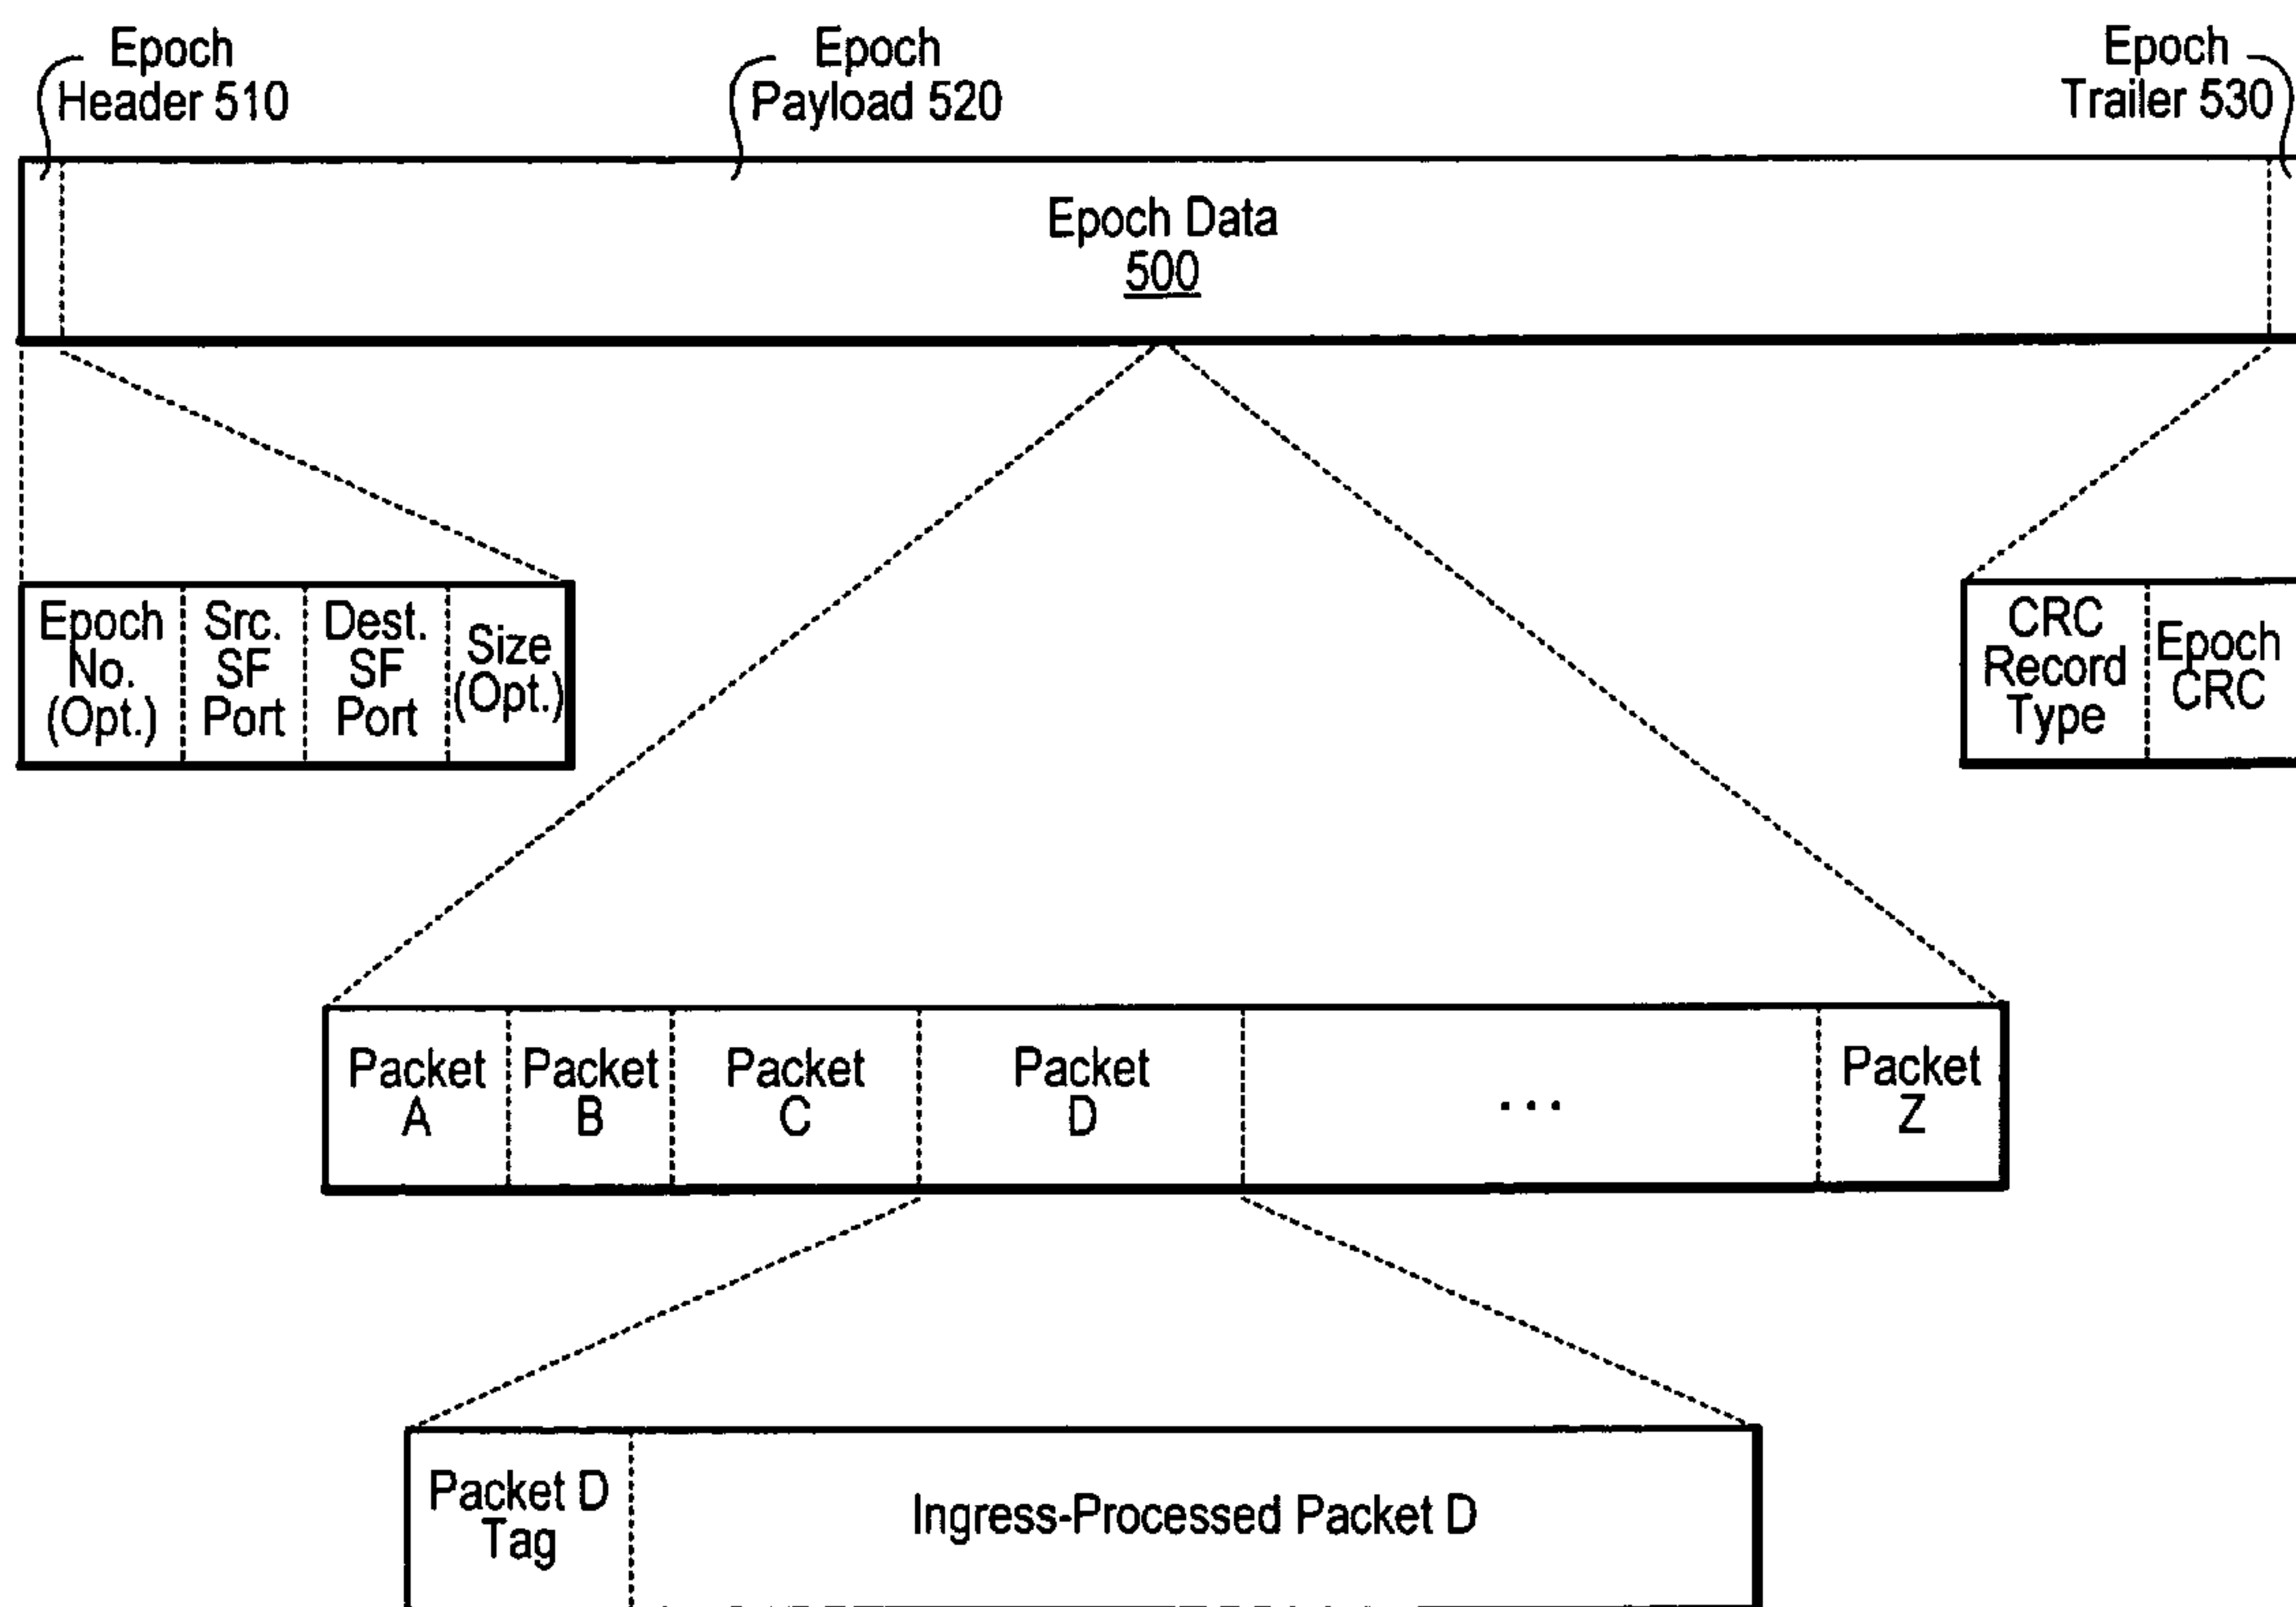 Epoch
Header 510
Epoch
Payload 520
Epoch
Trailer 530
Epoch Data
500
Epoch
No.
(Opt.)
Src.
SF
Port
Dest.
SF
Port
Size
(Opt.)
CRC
Record
Type
Epoch
CRC
Packet
A
Packet
B
Packet
C
Packet
D
...
Packet
Z
Packet D
Tag
Ingress-Processed Packet D